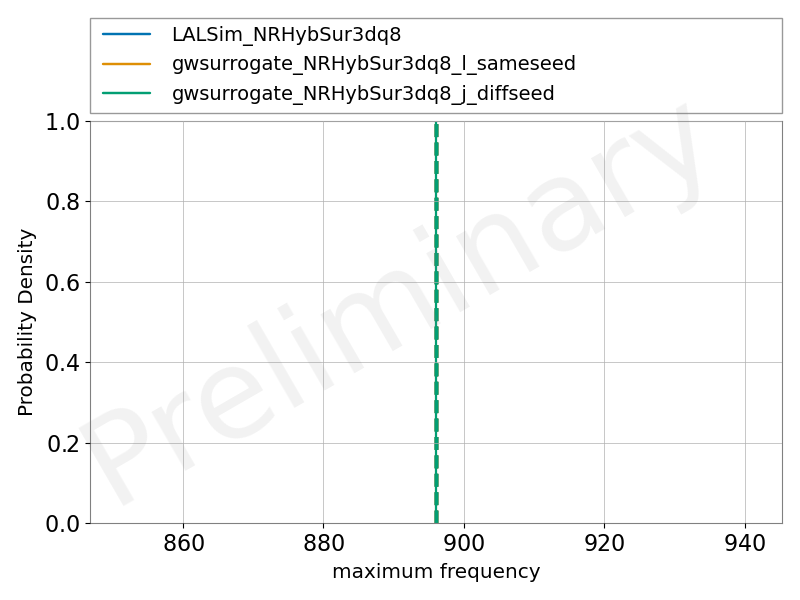 LALSim_NRHybSur3dq8
gwsurrogate_NRHybSur3dq8_l_sameseed
gwsurrogate_NRHybSur3dq8_j_diffseed
1.0
0.8
0.6
0.4
0.2
0.0
Probability Density
Preliminary
860 880 900 920 940
maximum frequency